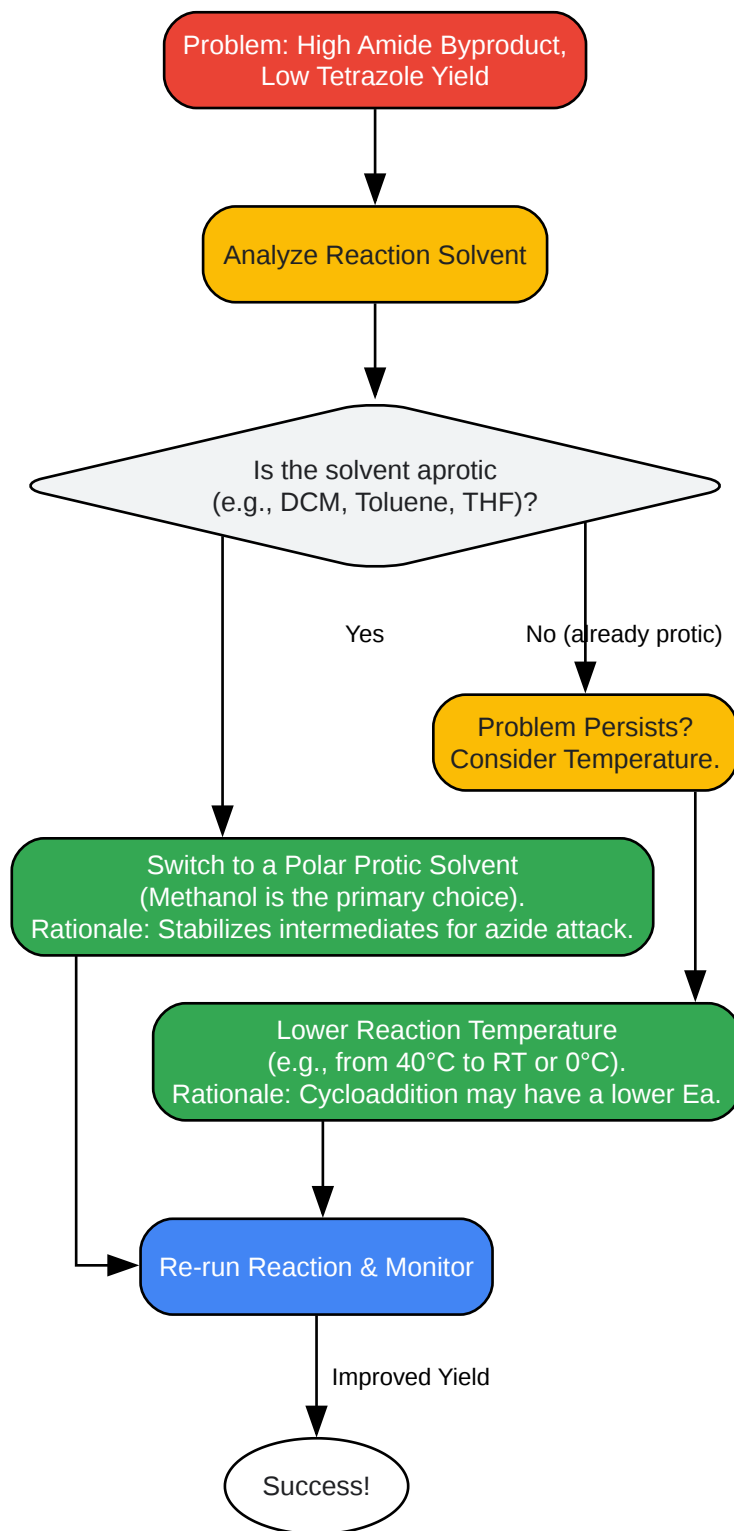 Problem: High Amide Byproduct,
Low Tetrazole Yield
Analyze Reaction Solvent
Is the solvent aprotic
(e.g., DCM, Toluene, THF)?
Yes
No (already protic)
Problem Persists?
Consider Temperature.
Switch to a Polar Protic Solvent
(Methanol is the primary choice).
Rationale: Stabilizes intermediates for azide attack.
Lower Reaction Temperature
(e.g., from 40°C to RT or 0°C).
Rationale: Cycloaddition may have a lower Ea.
Re-run Reaction & Monitor
Improved Yield
Success!